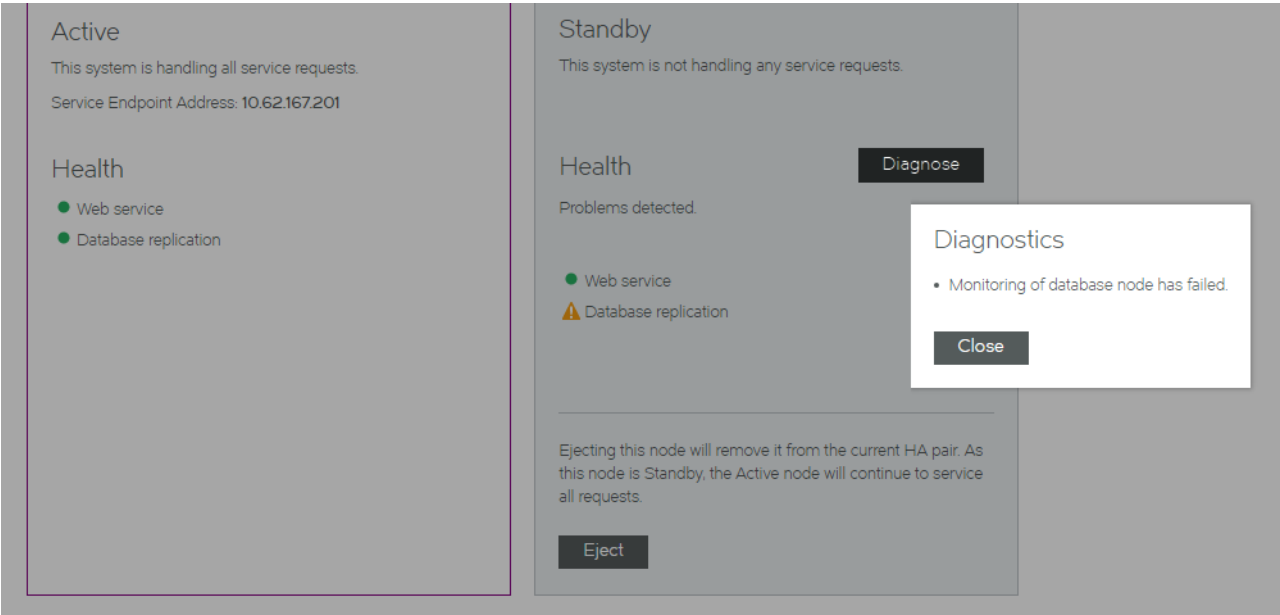 Active
This system is handling all service requests.
Service Endpoint Address: 10.62.167.201
Health
Web service
Database replication
Standby
This system is not handling any service requests.
Health
Diagnose
Problems detected.
Web service
Database replication
Diagnostics
• Monitoring of database node has failed.
Close
Ejecting this node will remove it from the current HA pair. As
this node is Standby, the Active node will continue to service
all requests.
Eject